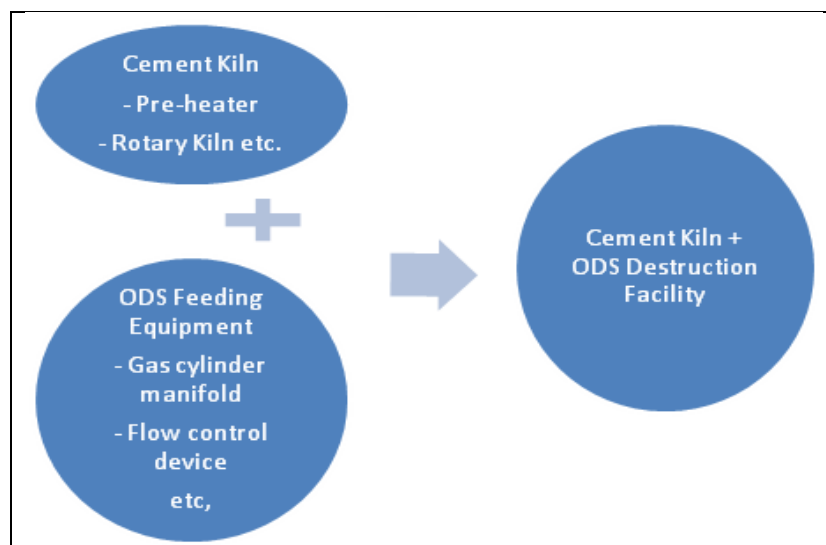 Cement Kiln
- Pre-heater
- Rotary Kiln etc.
ODS Feeding
Equipment
- Gas cylinder
manifold
- Flow control
device
etc,
Cement Kiln +
ODS Destruction
Facility